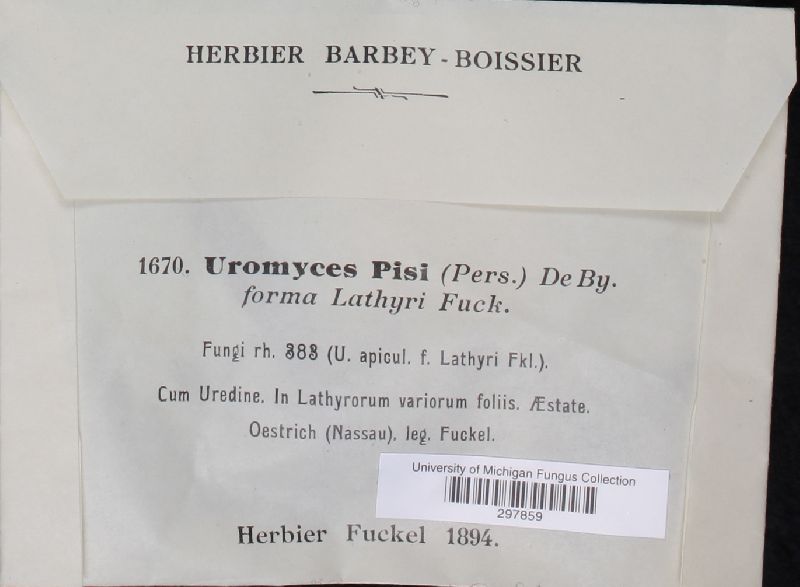 HERBIER BARBEY-BOISSIER
1670. Uromyces Pisi (Pers.) De By.
forma Lathyri Fuck.
Fungi rh. 383 (U. apicul. f. Lathyri Fkl.).
Cum Uredine. In Lathyrorum variorum foliis. Æstate.
Oestrich (Nassau). leg. Fuckel.
University of Michigan Fungus Collection
297859
Herbier Fuckel 1894.